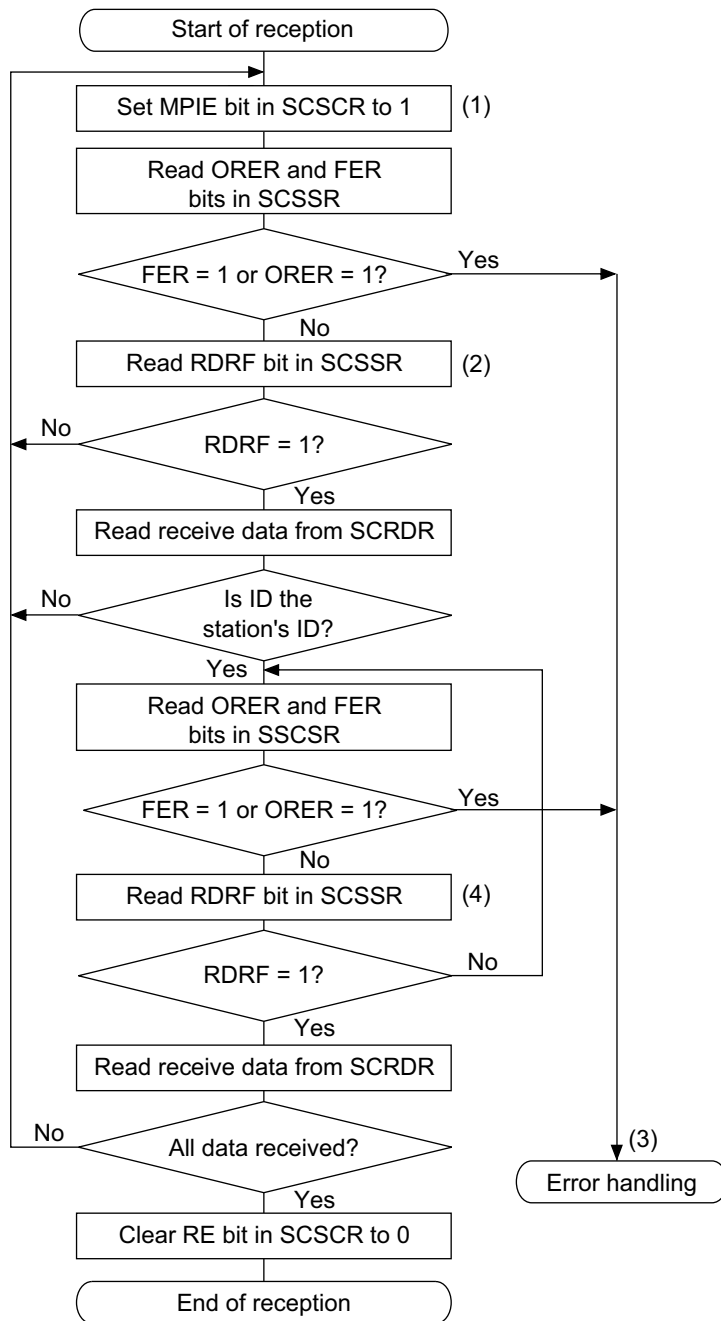 Start of reception
Set MPIE bit in SCSCR to 1
(1)
Read ORER and FER
bits in SCSSR
FER = 1 or ORER = 1?
Yes
No
Read RDRF bit in SCSSR
(2)
No
RDRF = 1?
Yes
Read receive data from SCRDR
No
Is ID the
station's ID?
Yes
Read ORER and FER
bits in SSCSR
FER = 1 or ORER = 1?
Yes
No
Read RDRF bit in SCSSR
(4)
RDRF = 1?
No
Yes
Read receive data from SCRDR
No
All data received?
(3)
Error handling
Yes
Clear RE bit in SCSCR to 0
End of reception